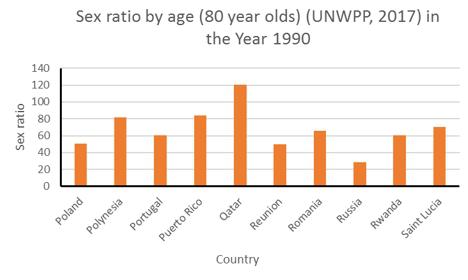 Sex ratio by age (80 year olds) (UNWPP, 2017) in
the Year 1990
140
120
100
80
60
40
20
0
Sex ratio
Poland
Polynesia
Portugal
Puerto Rico
Qatar
Reunion
Romania
Russia
Rwanda
Saint Lucia
Country